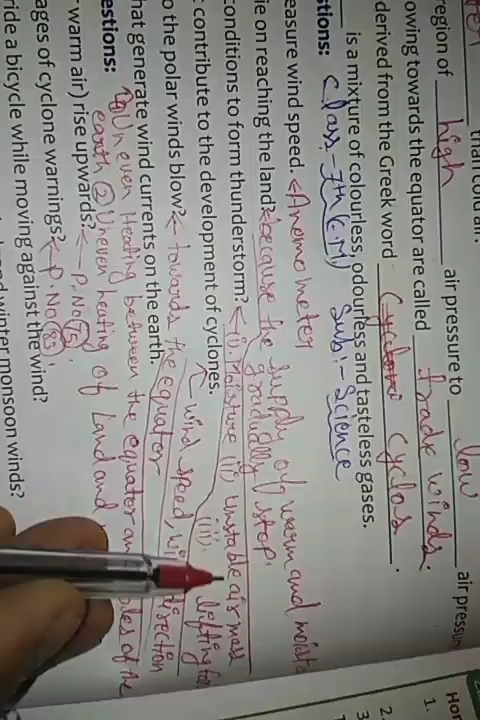 than cold air.
region of high air pressure to low air pressure
owing towards the equator are called trade winds.
derived from the Greek word Cyclos.
is a mixture of colourless, odourless and tasteless gases.
stions: Class - 7th (EM) Sub: - Science
easure wind speed. Anemometer
ie on reaching the land? because the supply of warm and moist
gradually stop.
conditions to form thunderstorm? (i). Moisture (ii) unstable air mass
(iii). lifting
contribute to the development of cyclones. wind speed, direction
o the polar winds blow? towards the equator
hat generate wind currents on the earth.
estions: ① Uneven Heating between the equator and poles of the
earth ② Uneven heating of Land and
warm air) rise upwards? P. No 75
ages of cyclone warnings? P. No 83
ride a bicycle while moving against the wind?
nd winter monsoon winds?
Hor
1.
2.
3